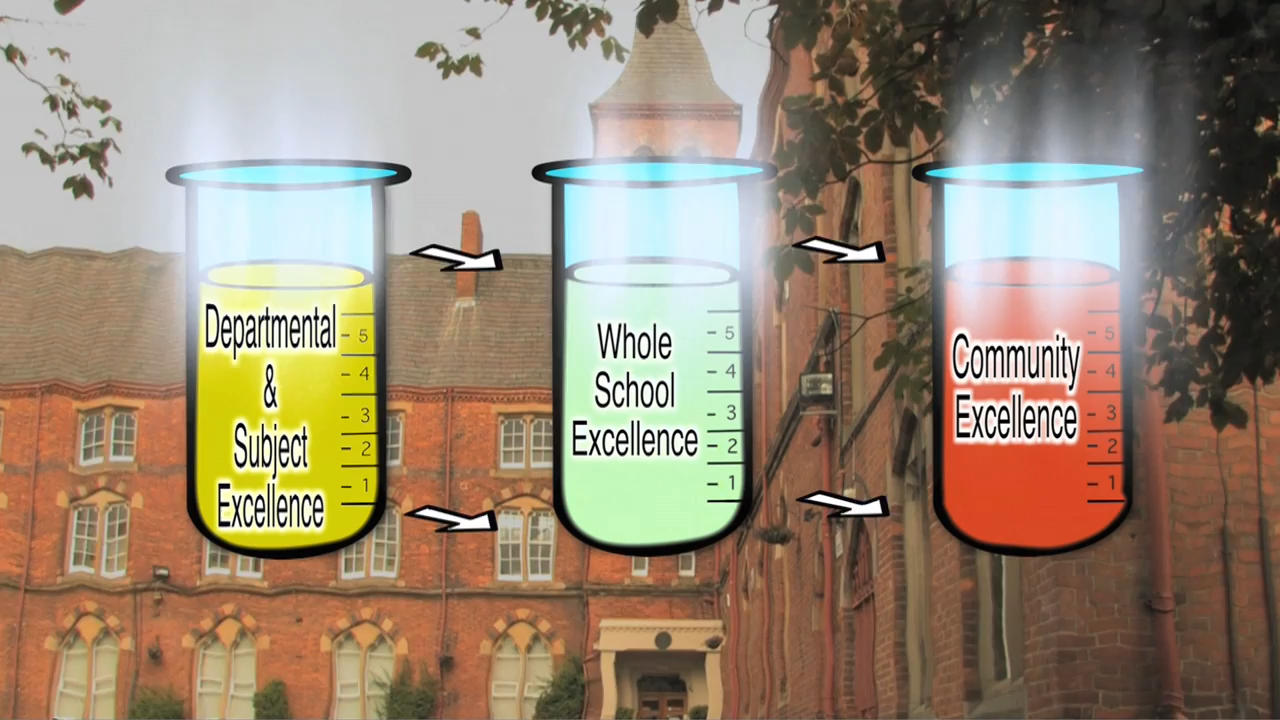 Departmental
&
Subject
Excellence
5
4
3
2
1
Whole
School
Excellence
5
4
3
2
1
Community
Excellence
5
4
3
2
1